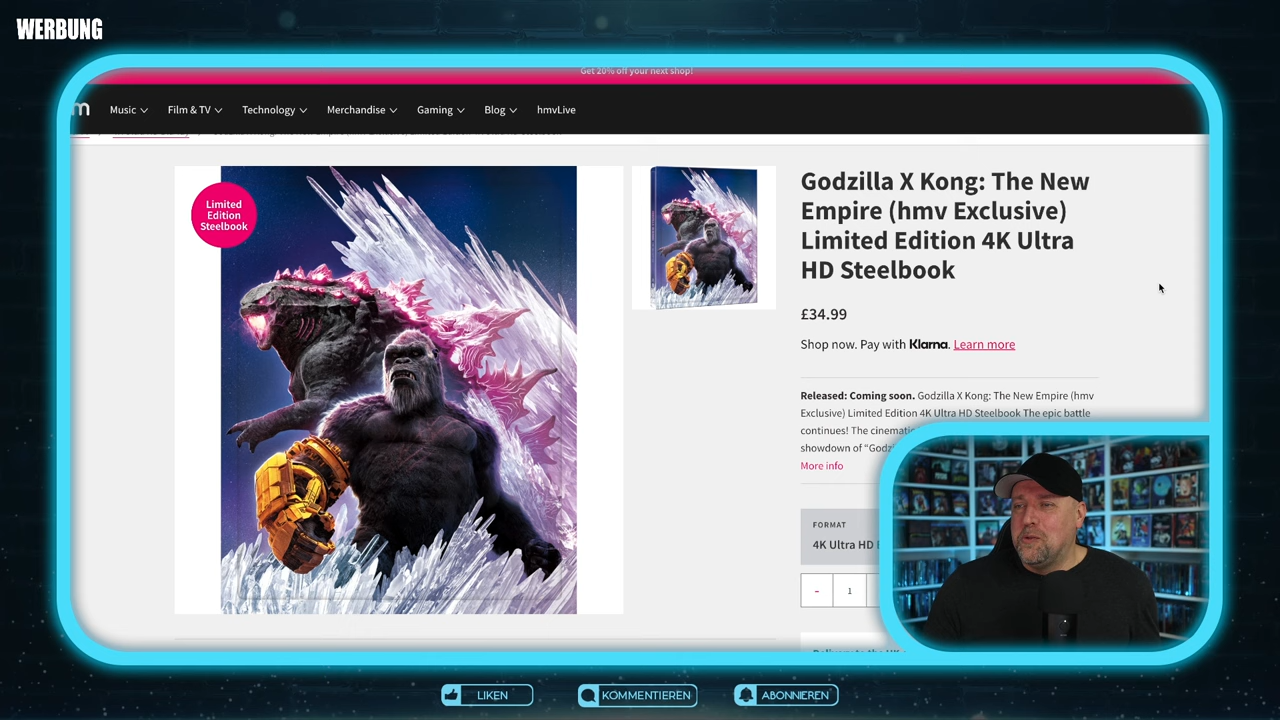 WERBUNG
Get 20% off your next shop!
m
Music
Film & TV
Technology
Merchandise
Gaming
Blog
hmvLive
Limited
Edition
Steelbook
Godzilla X Kong: The New
Empire (hmv Exclusive)
Limited Edition 4K Ultra
HD Steelbook
£34.99
Shop now. Pay with Klarna. Learn more
Released: Coming soon. Godzilla X Kong: The New Empire (hmv
Exclusive) Limited Edition 4K Ultra HD Steelbook The epic battle
continues! The cinemati
showdown of “Godz
More info
FORMAT
4K Ultra HD
-
1
LIKEN
KOMMENTIEREN
ABONNIEREN